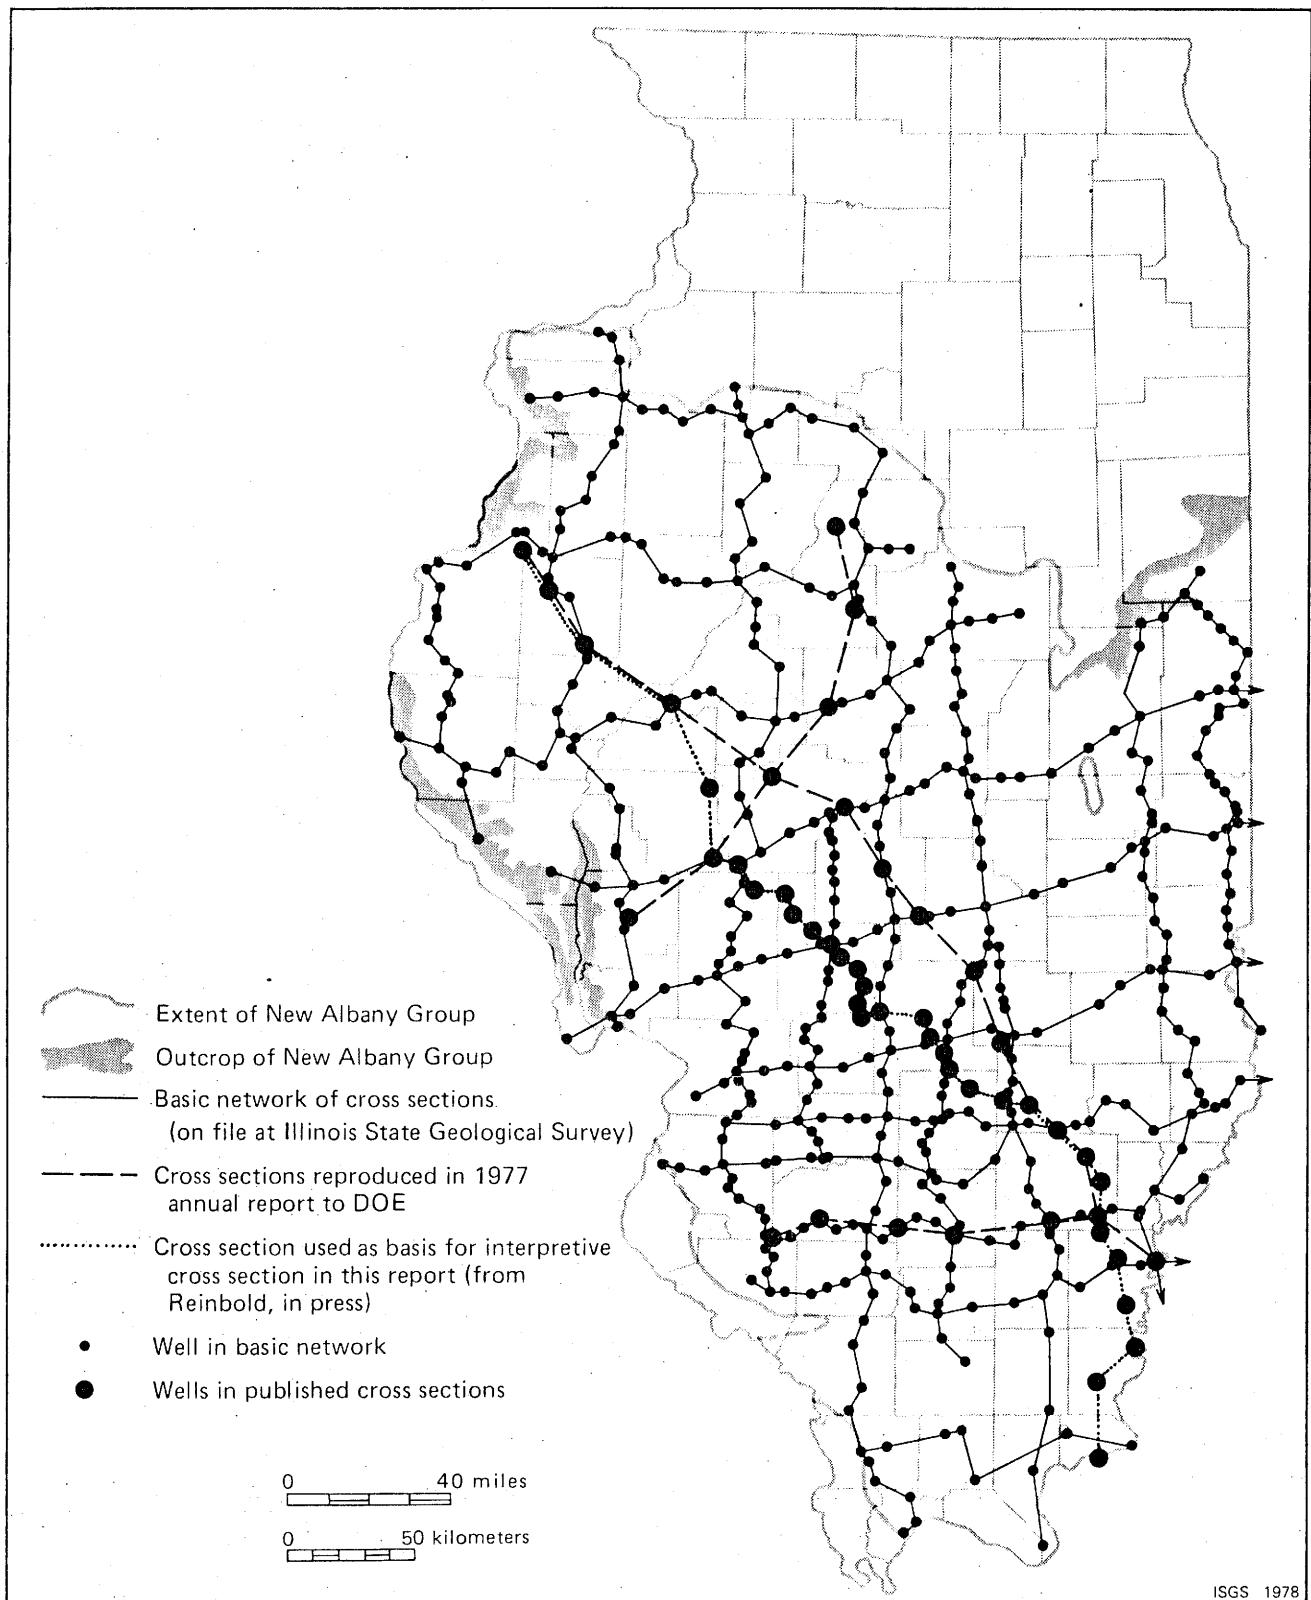 Extent of New Albany Group
Outcrop of New Albany Group
Basic network of cross sections
(on file at Illinois State Geological Survey)
Cross sections reproduced in 1977
annual report to DOE
Cross section used as basis for interpretive
cross section in this report (from
Reinbold, in press)
Well in basic network
Wells in published cross sections
0 40 miles
0 50 kilometers
ISGS 1978